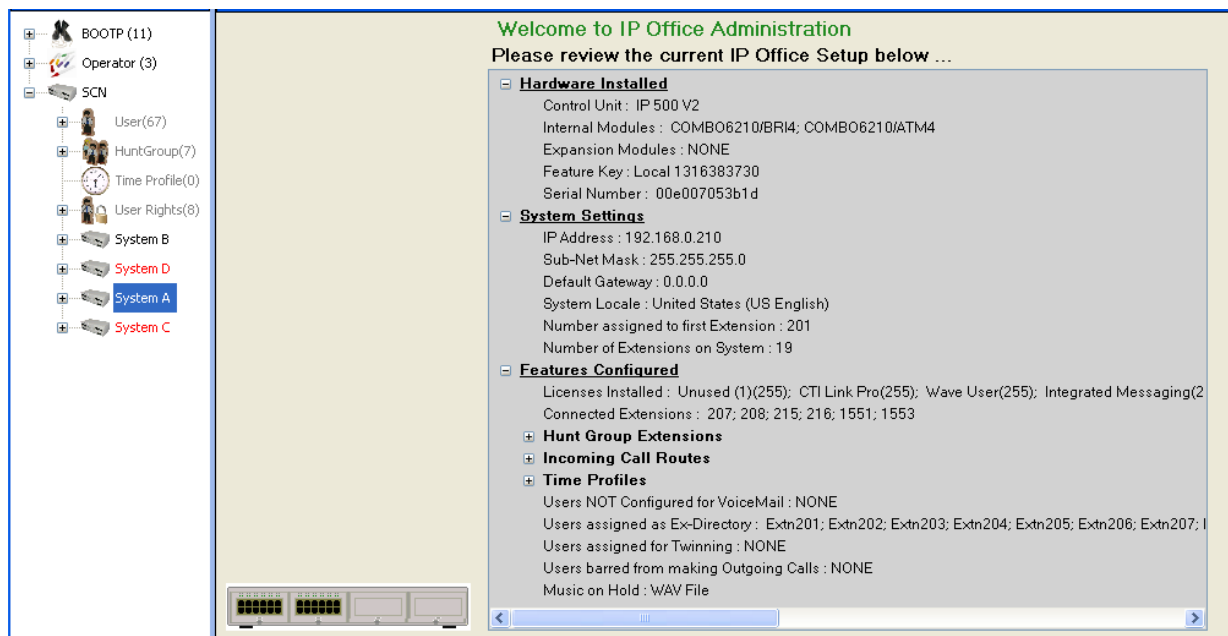 BOOTP (11)
Operator (3)
SCN
User(67)
HuntGroup(7)
Time Profile(0)
User Rights(8)
System B
System D
System A
System C
Welcome to IP Office Administration
Please review the current IP Office Setup below ...
Hardware Installed
Control Unit : IP 500 V2
Internal Modules : COMBO6210/BRI4; COMBO6210/ATM4
Expansion Modules : NONE
Feature Key : Local 1316383730
Serial Number : 00e007053b1d
System Settings
IP Address : 192.168.0.210
Sub-Net Mask : 255.255.255.0
Default Gateway : 0.0.0.0
System Locale : United States (US English)
Number assigned to first Extension : 201
Number of Extensions on System : 19
Features Configured
Licenses Installed : Unused (1)(255); CTI Link Pro(255); Wave User(255); Integrated Messaging(2
Connected Extensions : 207; 208; 215; 216; 1551; 1553
Hunt Group Extensions
Incoming Call Routes
Time Profiles
Users NOT Configured for VoiceMail : NONE
Users assigned as Ex-Directory : Extn201; Extn202; Extn203; Extn204; Extn205; Extn206; Extn207;
Users assigned for Twinning : NONE
Users barred from making Outgoing Calls : NONE
Music on Hold : WAV File